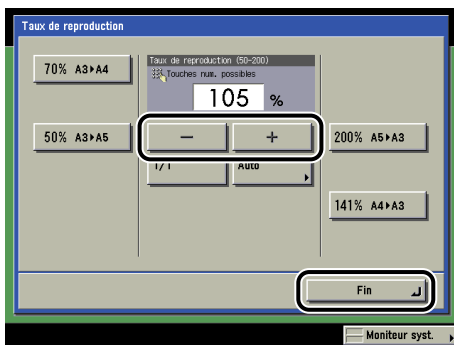 Taux de reproduction
70% A3▶A4
Taux de reproduction (50-200)
Touches num. possibles
105 %
50% A3▶A5
－ ＋
200% A5▶A3
1/1 Auto
141% A4▶A3
Fin
Moniteur syst.